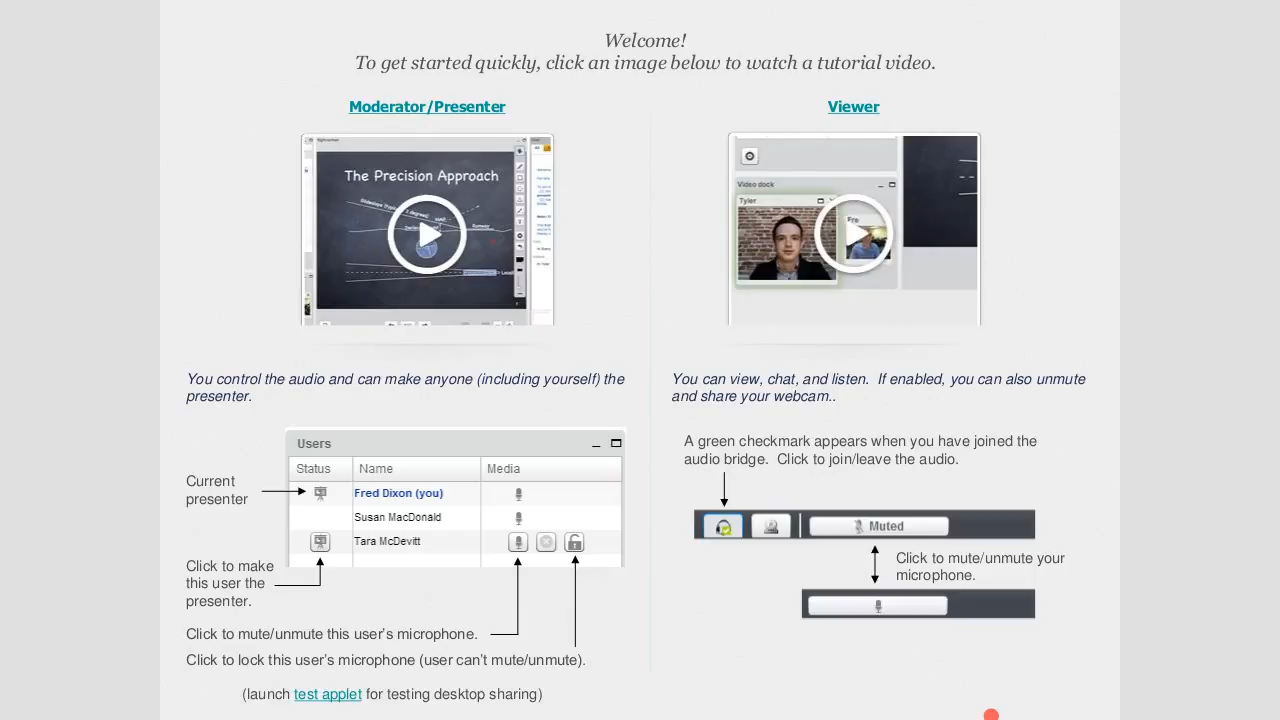 Welcome!
To get started quickly, click an image below to watch a tutorial video.
Moderator/Presenter
The Precision Approach
You control the audio and can make anyone (including yourself) the
presenter.
Users
Status Name Media
Current
presenter
Fred Dixon (you)
Susan MacDonald
Tara McDevitt
Click to make
this user the
presenter.
Click to mute/unmute this user's microphone.
Click to lock this user's microphone (user can't mute/unmute).
(launch test applet for testing desktop sharing)
Viewer
Video dock
Tyler
Fre
You can view, chat, and listen.  If enabled, you can also unmute
and share your webcam..
A green checkmark appears when you have joined the
audio bridge.  Click to join/leave the audio.
Muted
Click to mute/unmute your
microphone.